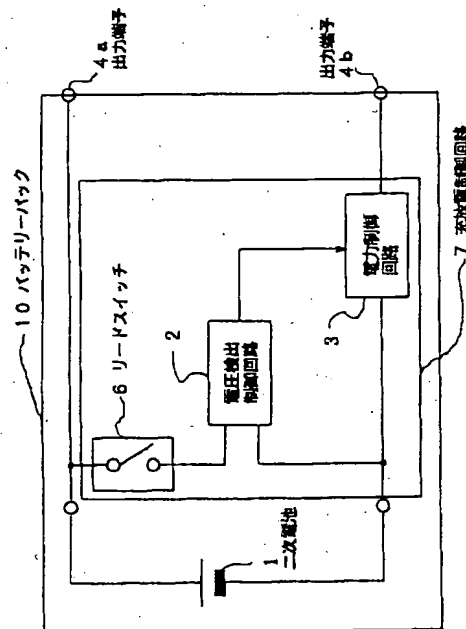 10 バッテリーパック
4a
出力端子
6 リードスイッチ
2
電圧検出
制御回路
電力制御
回路
3
1
二次電池
出力端子
4b
7 充放電制御回路